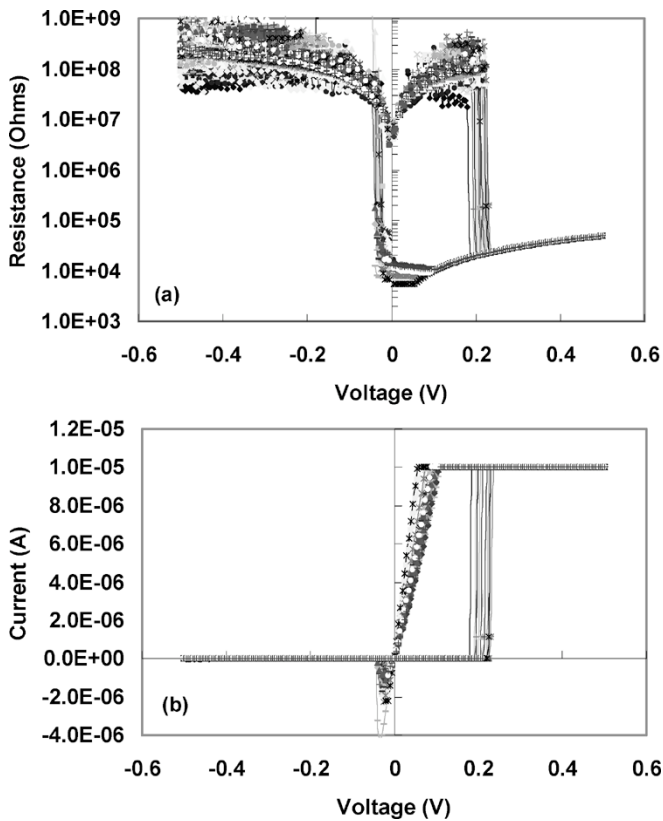 1.0E+09
1.0E+08
1.0E+07
1.0E+06
1.0E+05
1.0E+04
1.0E+03
Resistance (Ohms)
(a)
-0.6 -0.4 -0.2 0 0.2 0.4 0.6
Voltage (V)
1.2E-05
1.0E-05
8.0E-06
6.0E-06
4.0E-06
2.0E-06
0.0E+00
-2.0E-06
-4.0E-06
Current (A)
(b)
-0.6 -0.4 -0.2 0 0.2 0.4 0.6
Voltage (V)